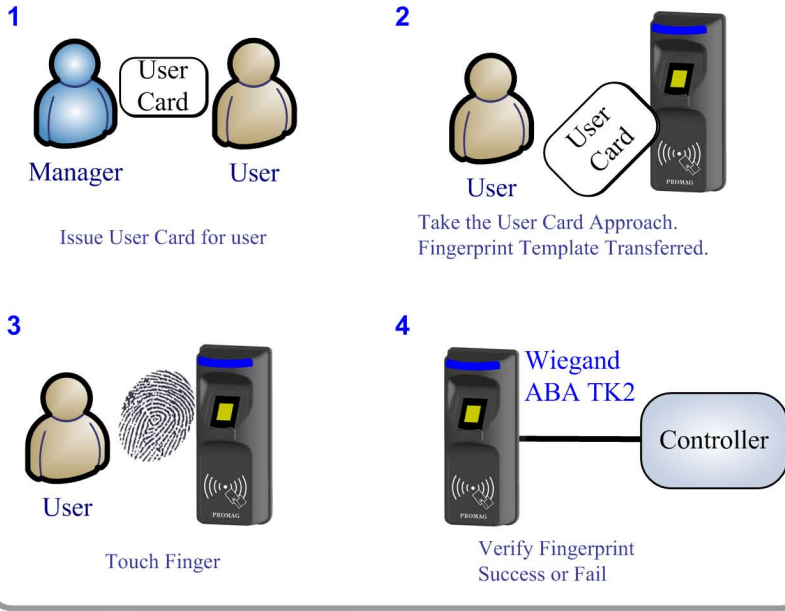 1
User
Card
Manager
User
Issue User Card for user
2
User
Card
User
PROMAG
Take the User Card Approach.
Fingerprint Template Transferred.
3
User
PROMAG
Touch Finger
4
Wiegand
ABA TK2
Controller
PROMAG
Verify Fingerprint
Success or Fail